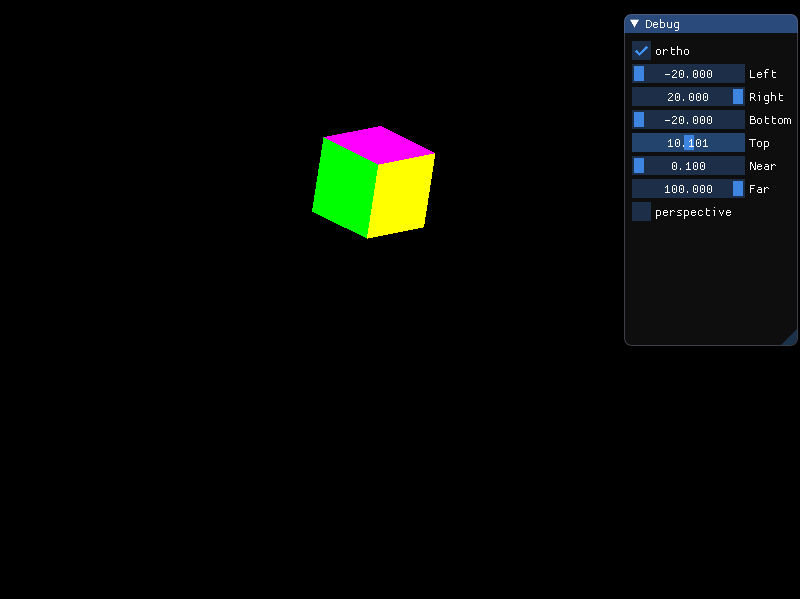 Debug
ortho
-20.000 Left
20.000 Right
-20.000 Bottom
10.101 Top
0.100 Near
100.000 Far
perspective